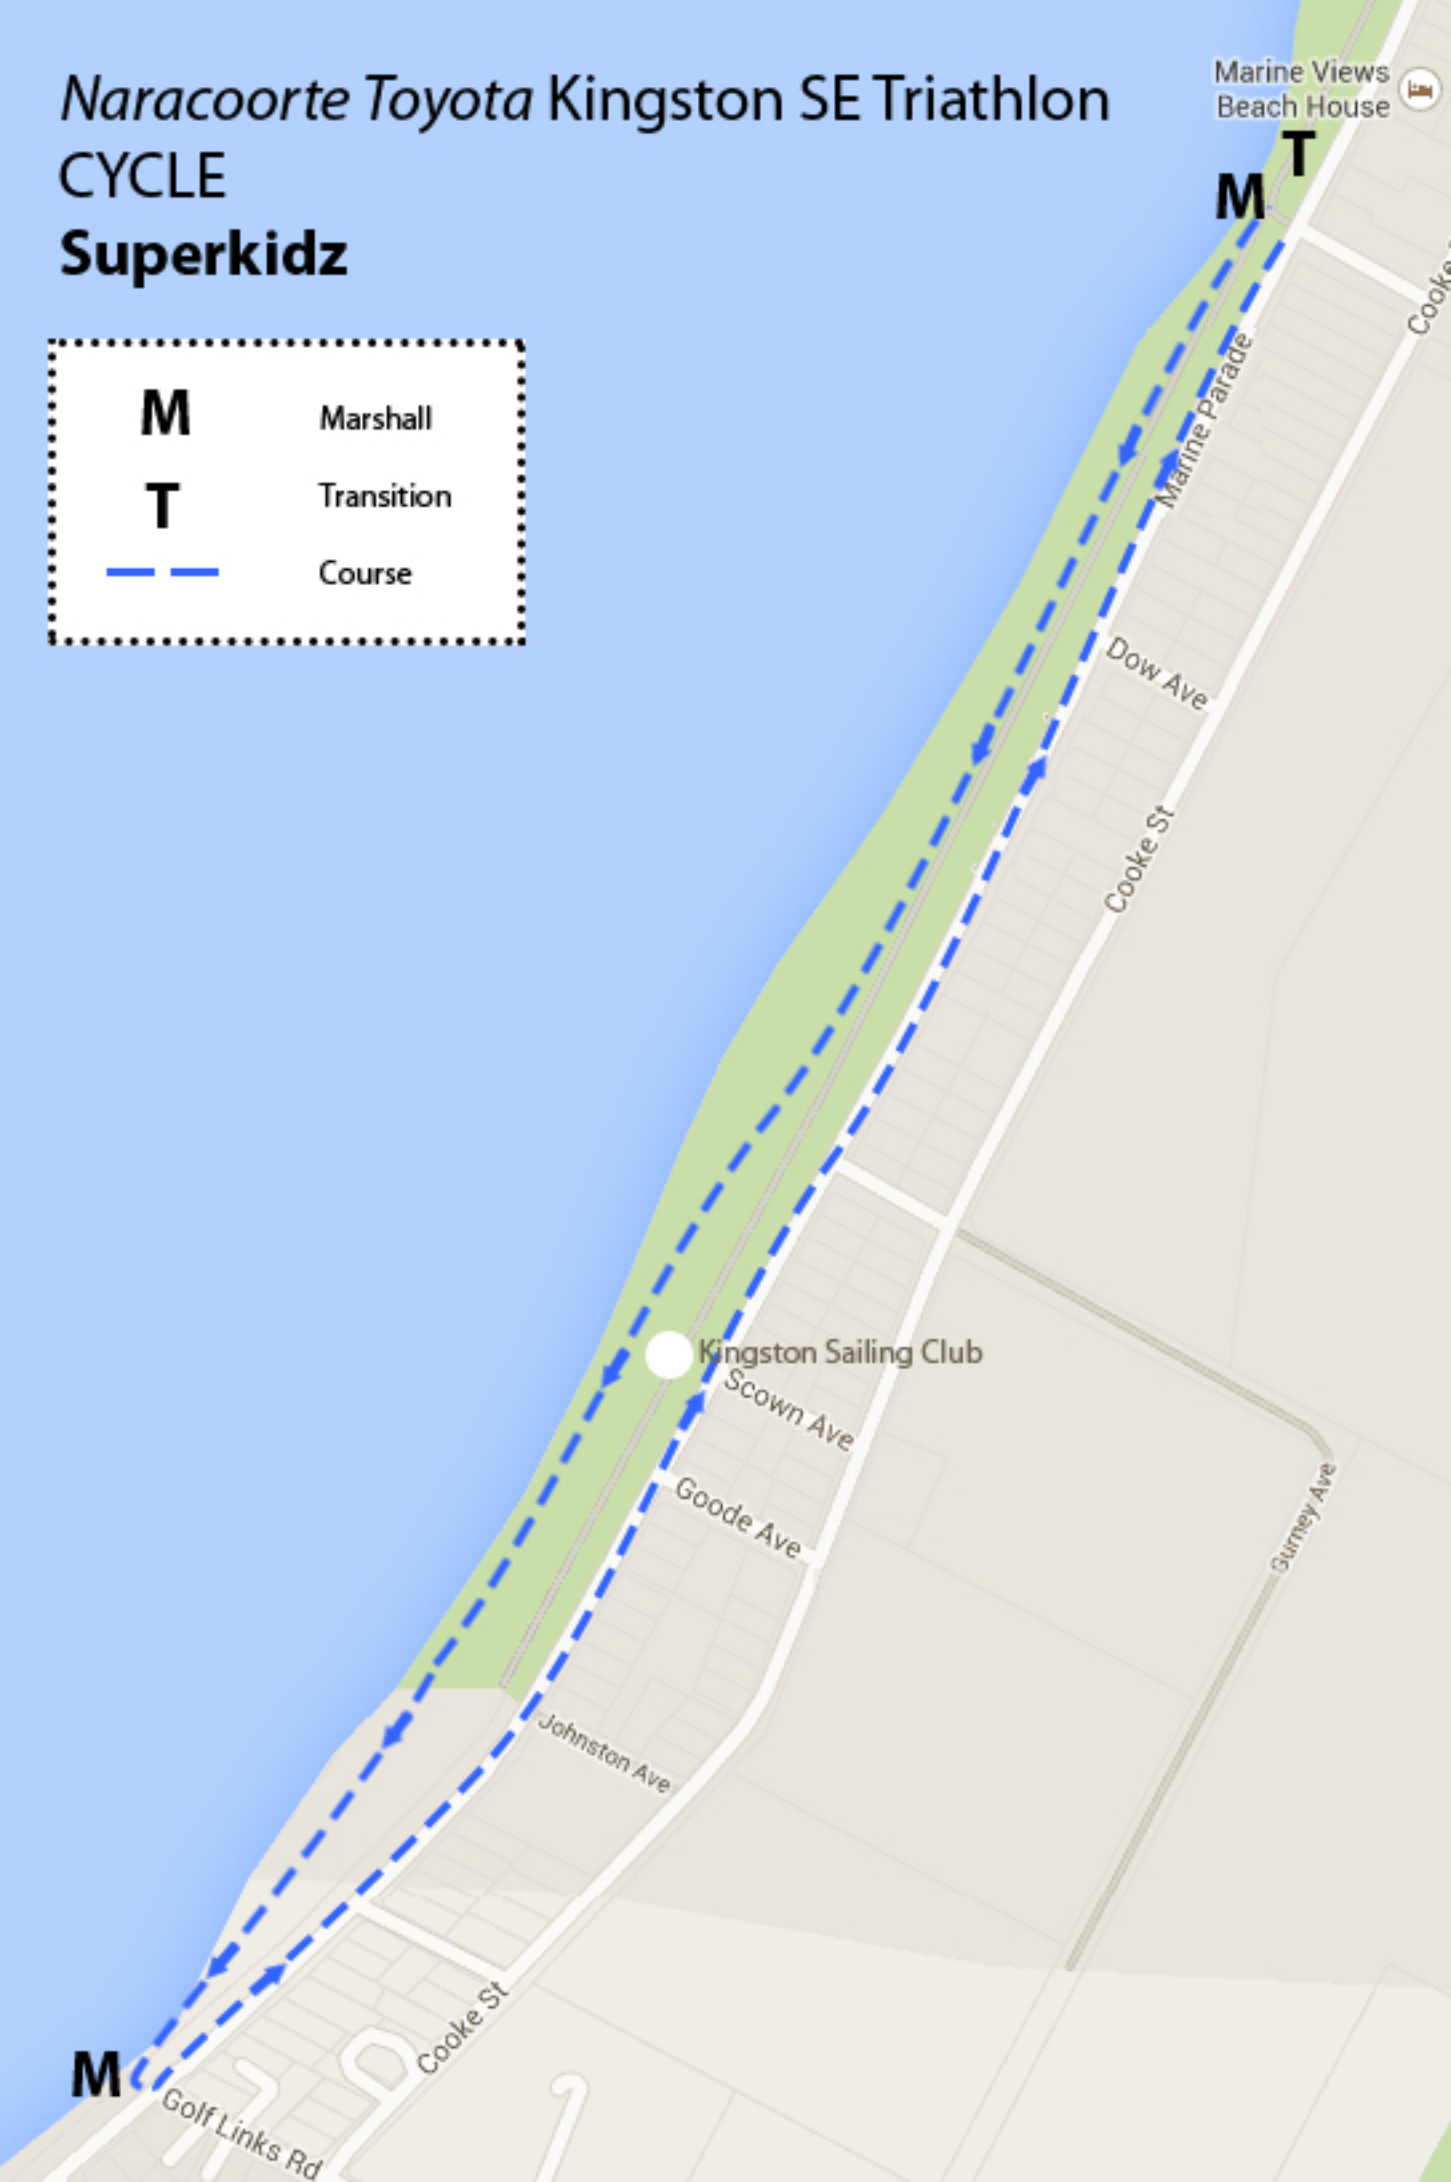 Naracoorte Toyota Kingston SE Triathlon
CYCLE
Superkidz
M Marshall
T Transition
Course
Marine Views
Beach House
T
M
Cooke
Marine Parade
Dow Ave
Cooke St
Kingston Sailing Club
Scown Ave
Goode Ave
Gurney Ave
Johnston Ave
Cooke St
M
Golf Links Rd